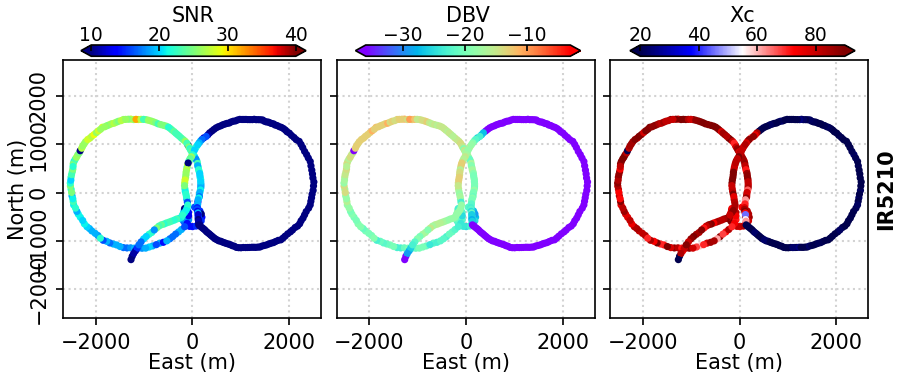 SNR
DBV
Xc
10 20 30 40
−30 −20 −10
20 40 60 80
North (m)
2000
1000
0
−1000
−2000
IR5210
−2000 0 2000
−2000 0 2000
−2000 0 2000
East (m)
East (m)
East (m)